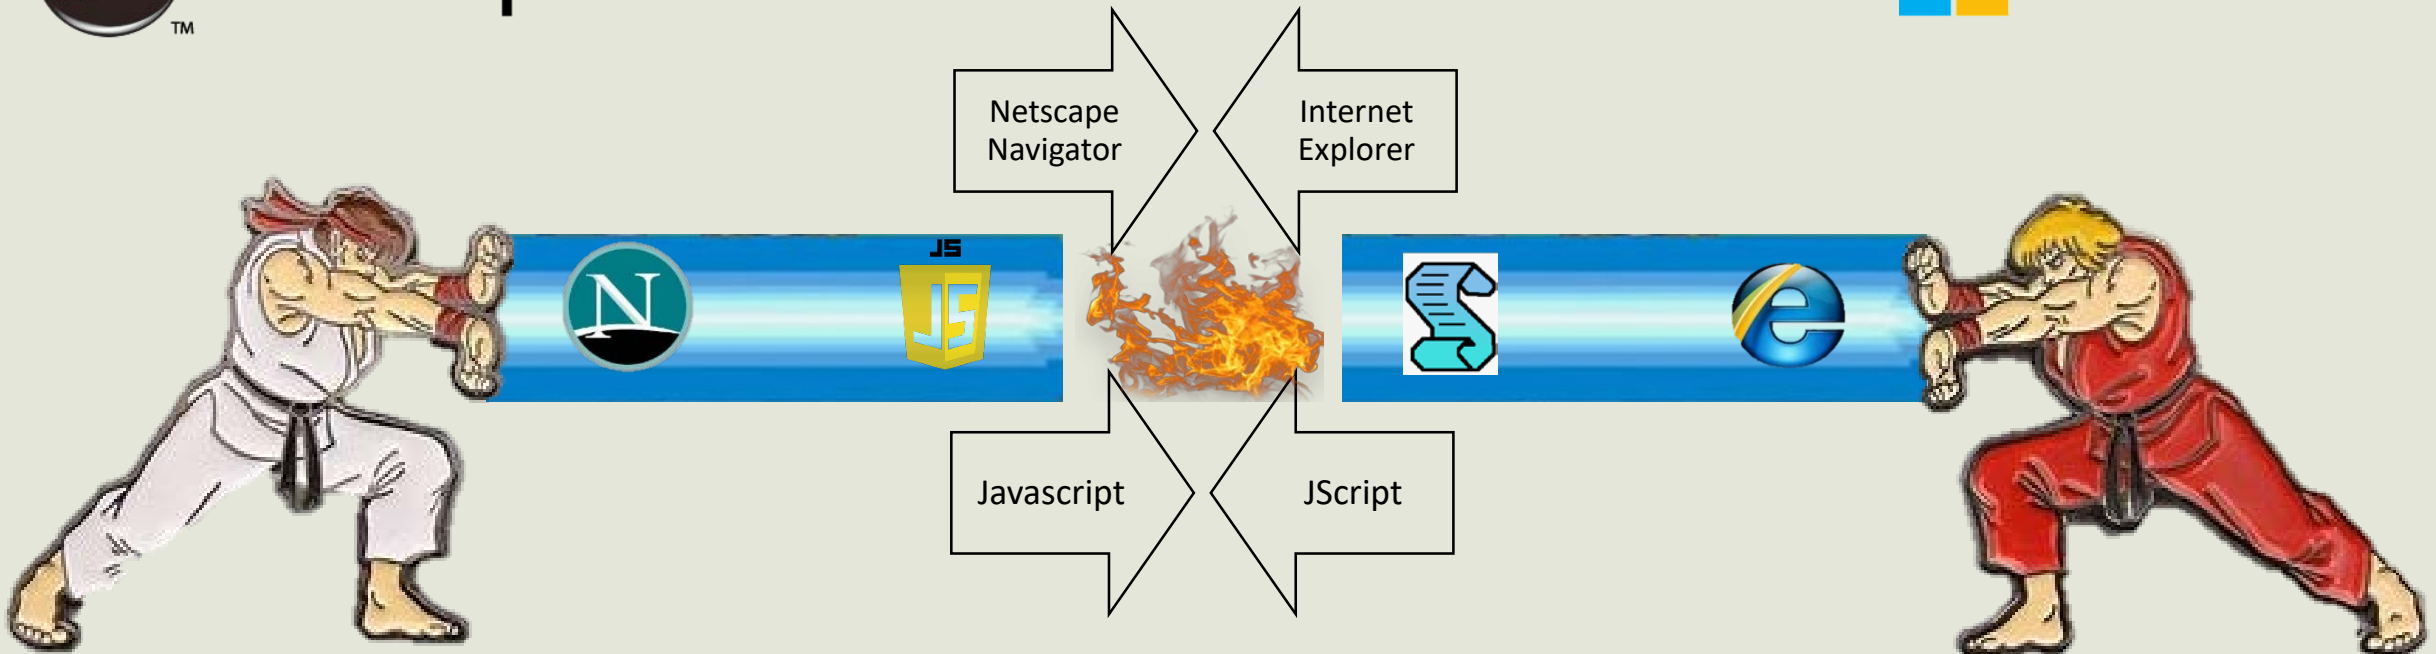 TM
Netscape
Navigator
Internet
Explorer
N
JS
JS
e
Javascript
JScript